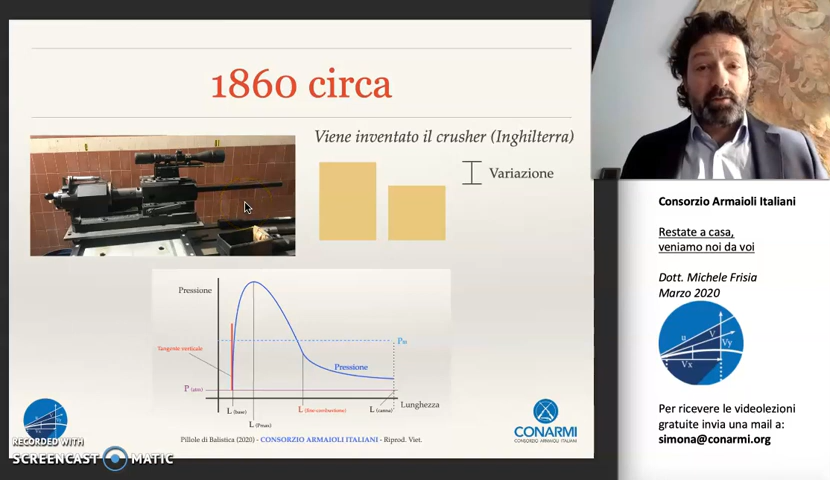 1860 circa
Viene inventato il crusher (Inghilterra)
Variazione
Pressione
Tangente verticale
Pm
Pressione
P (atm)
L (base)
L (Pmax)
L (fine combustione)
L (canna)
Lunghezza
Pillole di Balistica (2020) - CONSORZIO ARMAIOLI ITALIANI - Riprod. Viet.
CONARMI
CONSORZIO ARMAIOLI ITALIANI
RECORDED WITH
SCREENCAST MATIC
Consorzio Armaioli Italiani
Restate a casa,
veniamo noi da voi
Dott. Michele Frisia
Marzo 2020
u
V
Vy
Vx
Per ricevere le videolezioni
gratuite invia una mail a:
simona@conarmi.org